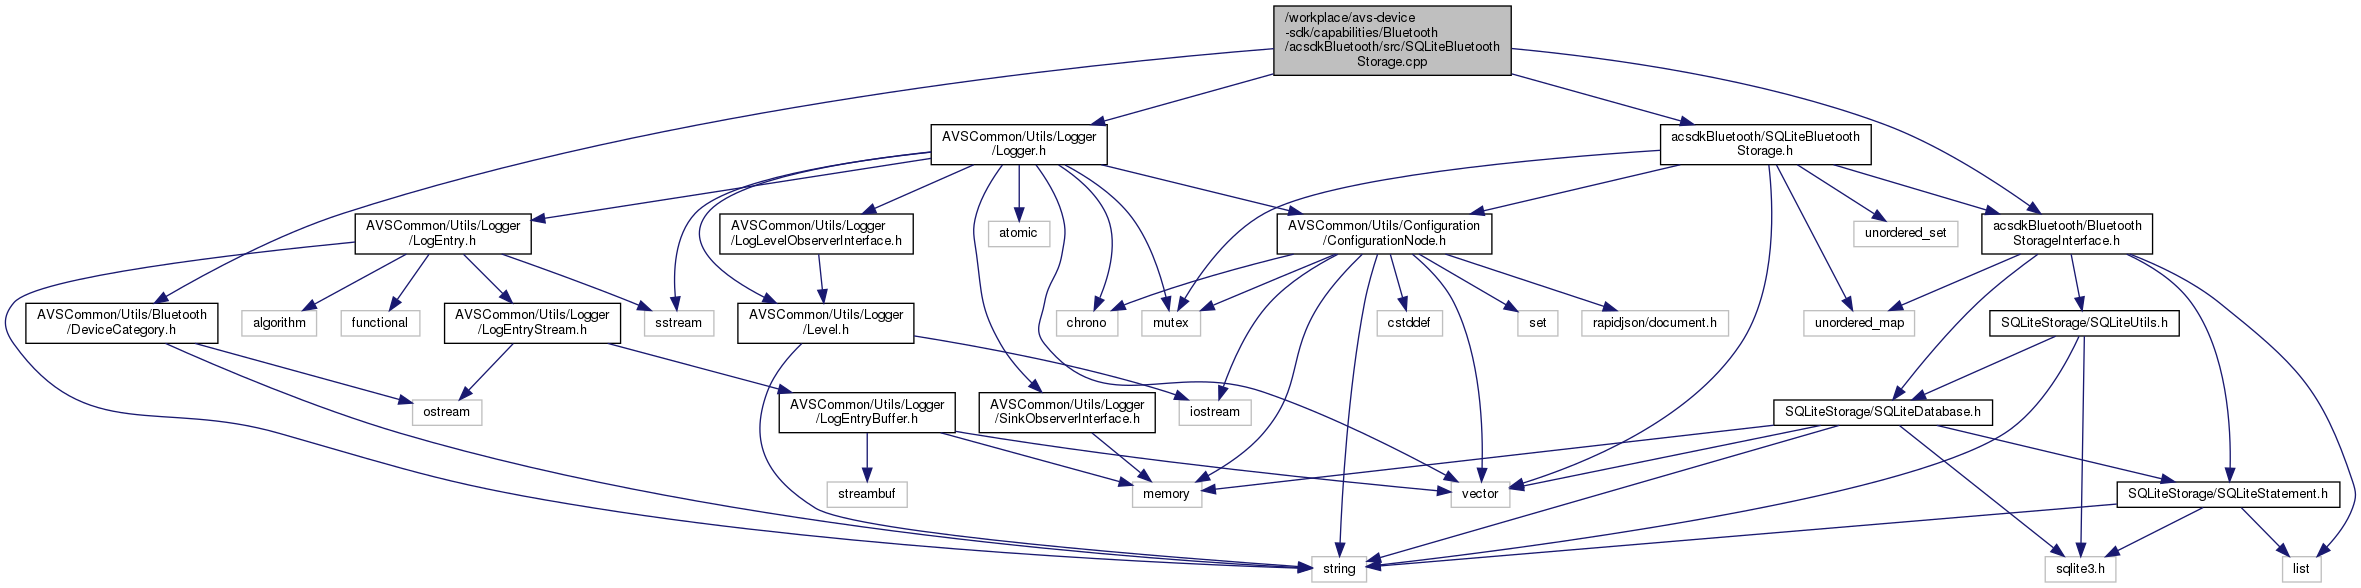 /workplace/avs-device
-sdk/capabilities/Bluetooth
/acsdkBluetooth/src/SQLiteBluetooth
Storage.cpp
AVSCommon/Utils/Logger
/Logger.h
acsdkBluetooth/SQLiteBluetooth
Storage.h
AVSCommon/Utils/Logger
/LogEntry.h
AVSCommon/Utils/Logger
/LogLevelObserverInterface.h
atomic
AVSCommon/Utils/Configuration
/ConfigurationNode.h
unordered_set
acsdkBluetooth/Bluetooth
StorageInterface.h
AVSCommon/Utils/Bluetooth
/DeviceCategory.h
algorithm
functional
AVSCommon/Utils/Logger
/LogEntryStream.h
sstream
AVSCommon/Utils/Logger
/Level.h
chrono
mutex
cstddef
set
rapidjson/document.h
unordered_map
SQLiteStorage/SQLiteUtils.h
ostream
AVSCommon/Utils/Logger
/LogEntryBuffer.h
AVSCommon/Utils/Logger
/SinkObserverInterface.h
iostream
SQLiteStorage/SQLiteDatabase.h
streambuf
memory
vector
SQLiteStorage/SQLiteStatement.h
string
sqlite3.h
list